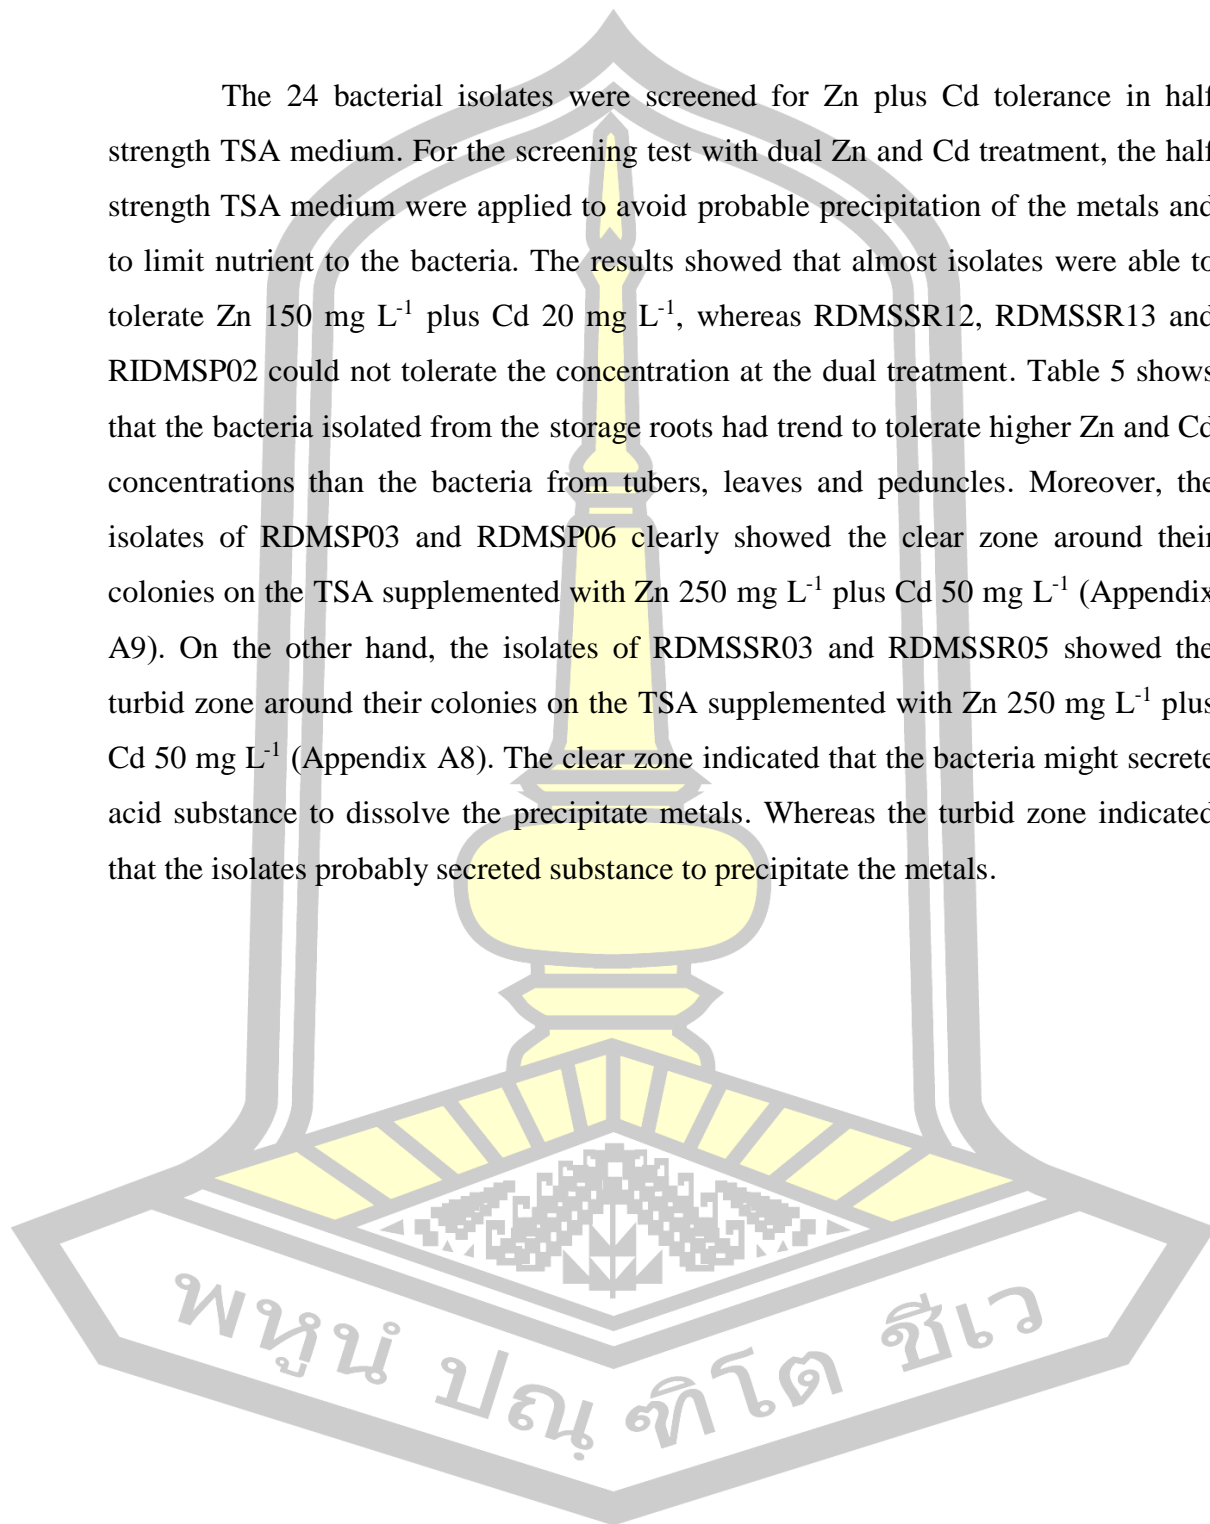 The 24 bacterial isolates were screened for Zn plus Cd tolerance in half
strength TSA medium. For the screening test with dual Zn and Cd treatment, the half
strength TSA medium were applied to avoid probable precipitation of the metals and
to limit nutrient to the bacteria. The results showed that almost isolates were able to
tolerate Zn 150 mg L⁻¹ plus Cd 20 mg L⁻¹, whereas RDMSSR12, RDMSSR13 and
RIDMSP02 could not tolerate the concentration at the dual treatment. Table 5 shows
that the bacteria isolated from the storage roots had trend to tolerate higher Zn and Cd
concentrations than the bacteria from tubers, leaves and peduncles. Moreover, the
isolates of RDMSP03 and RDMSP06 clearly showed the clear zone around their
colonies on the TSA supplemented with Zn 250 mg L⁻¹ plus Cd 50 mg L⁻¹ (Appendix
A9). On the other hand, the isolates of RDMSSR03 and RDMSSR05 showed the
turbid zone around their colonies on the TSA supplemented with Zn 250 mg L⁻¹ plus
Cd 50 mg L⁻¹ (Appendix A8). The clear zone indicated that the bacteria might secrete
acid substance to dissolve the precipitate metals. Whereas the turbid zone indicated
that the isolates probably secreted substance to precipitate the metals.
พหูนํ ปณฺฑิโต ชีเว